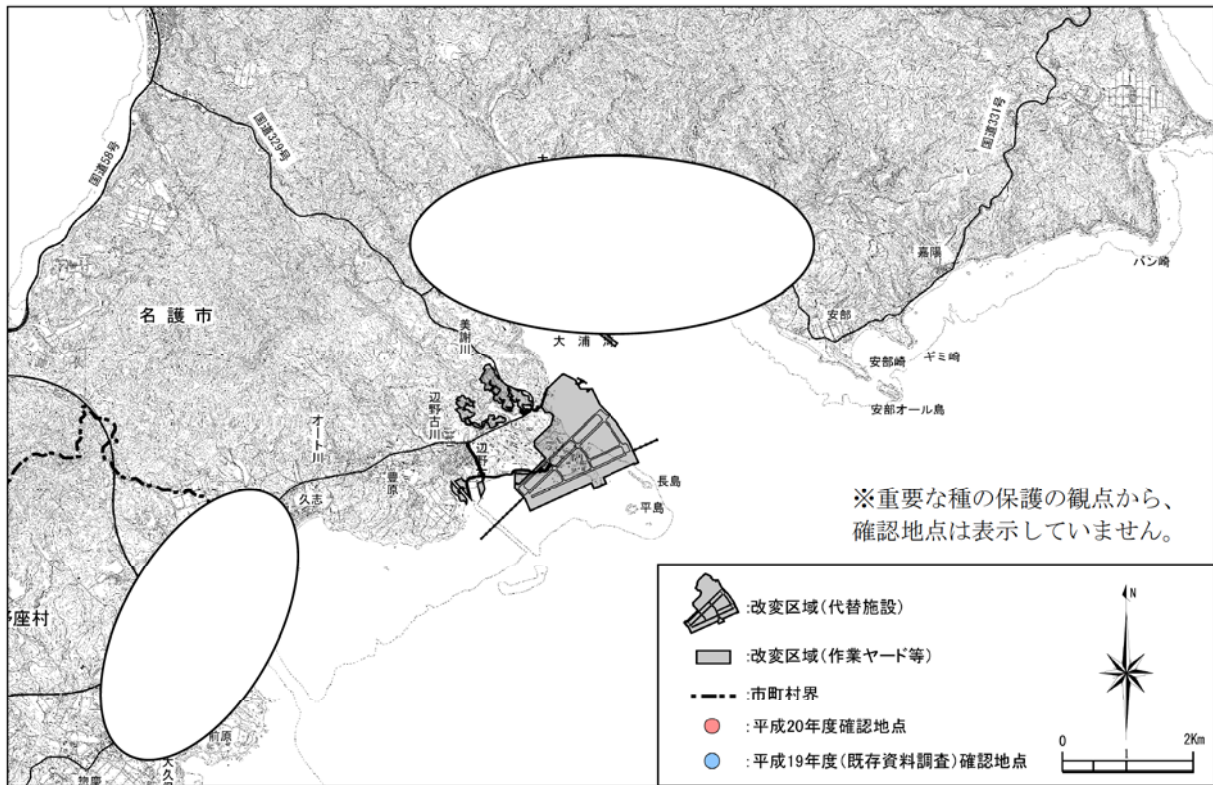 国道58号
国道329号
国道331号
嘉陽
バン崎
名護市
美謝川
大浦湾
安部
安部崎
ギミ崎
安部オール島
辺野古川
オート川
辺野
久志
豊原
長島
平島
※重要な種の保護の観点から、
確認地点は表示していません。
座村
前原
惣慶
大久
:改変区域(代替施設)
:改変区域(作業ヤード等)
:市町村界
:平成20年度確認地点
:平成19年度(既存資料調査)確認地点
N
0 2Km